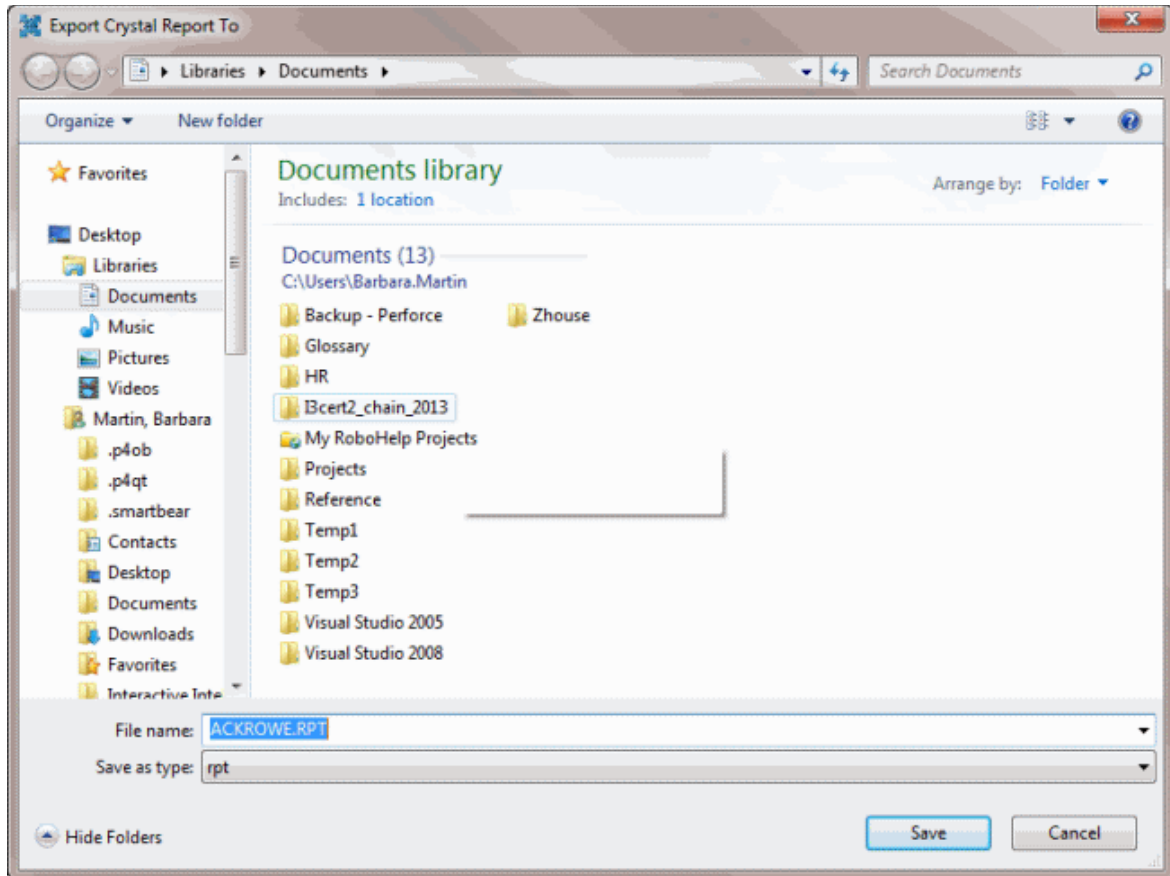 Export Crystal Report To
Libraries Documents
Search Documents
Organize New folder
Favorites
Desktop
Libraries
Documents
Music
Pictures
Videos
Martin, Barbara
.p4ob
.p4qt
.smartbear
Contacts
Desktop
Documents
Downloads
Favorites
Interactive Inte
Documents library
Includes: 1 location
Arrange by: Folder
Documents (13)
C:\Users\Barbara.Martin
Backup - Perforce
Glossary
HR
I3cert2_chain_2013
My RoboHelp Projects
Projects
Reference
Temp1
Temp2
Temp3
Visual Studio 2005
Visual Studio 2008
Zhouse
File name: ACKROWE.RPT
Save as type: rpt
Hide Folders
Save Cancel